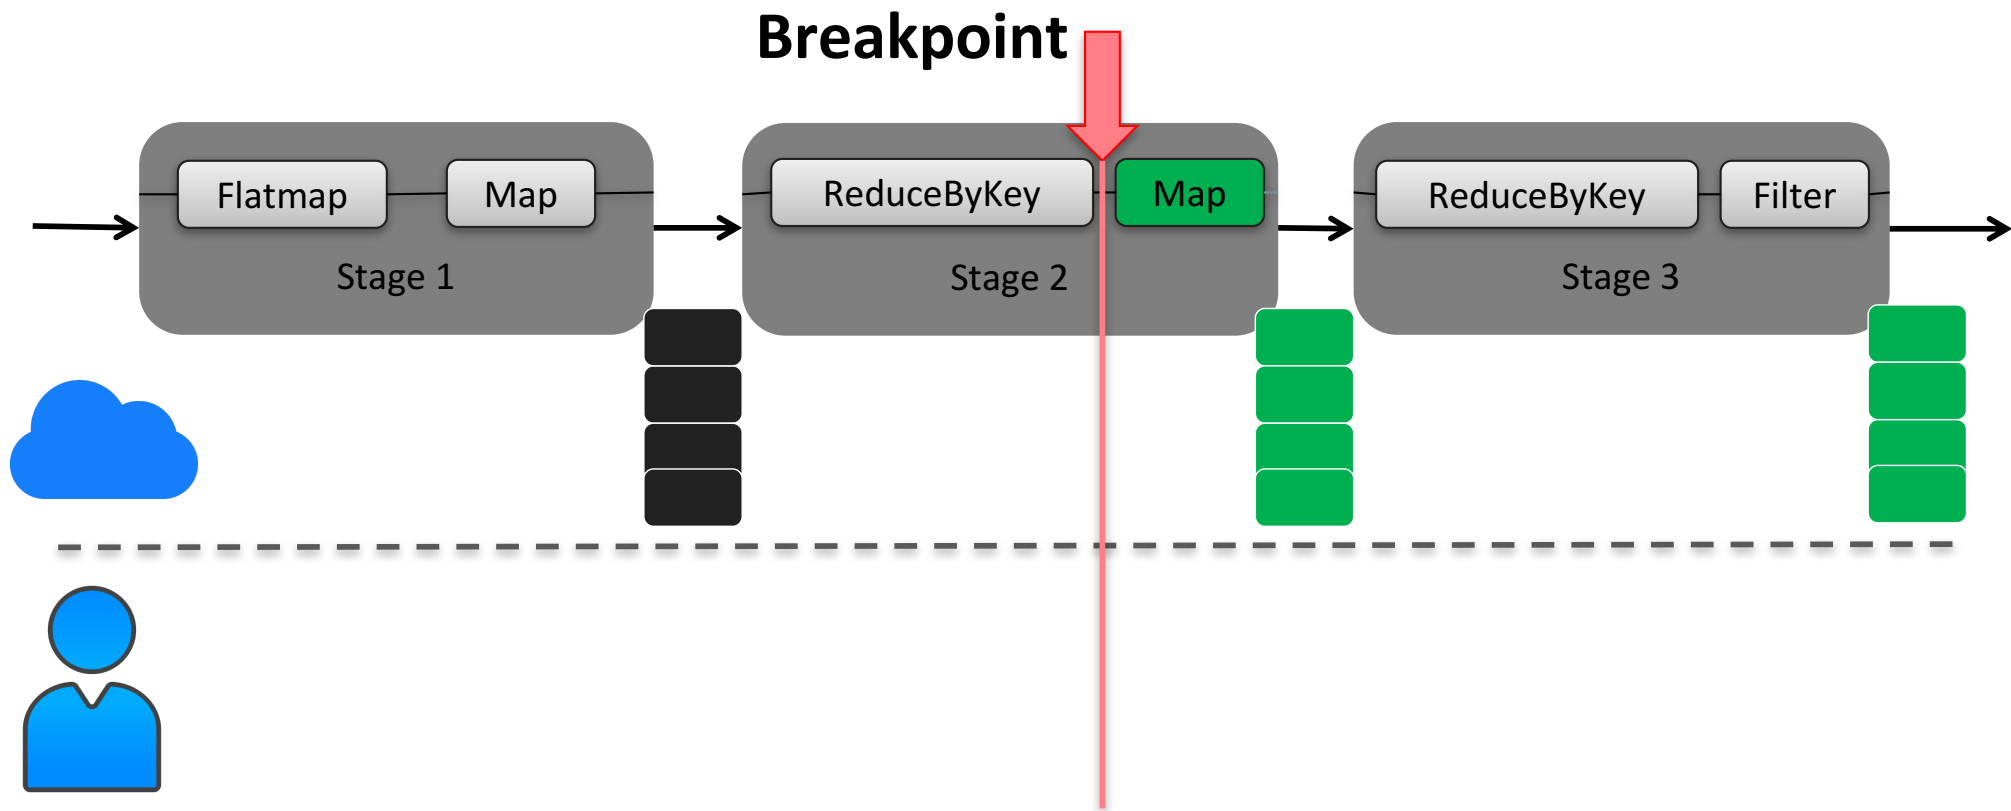 Breakpoint
Flatmap
Map
Stage 1
ReduceByKey
Map
Stage 2
ReduceByKey
Filter
Stage 3